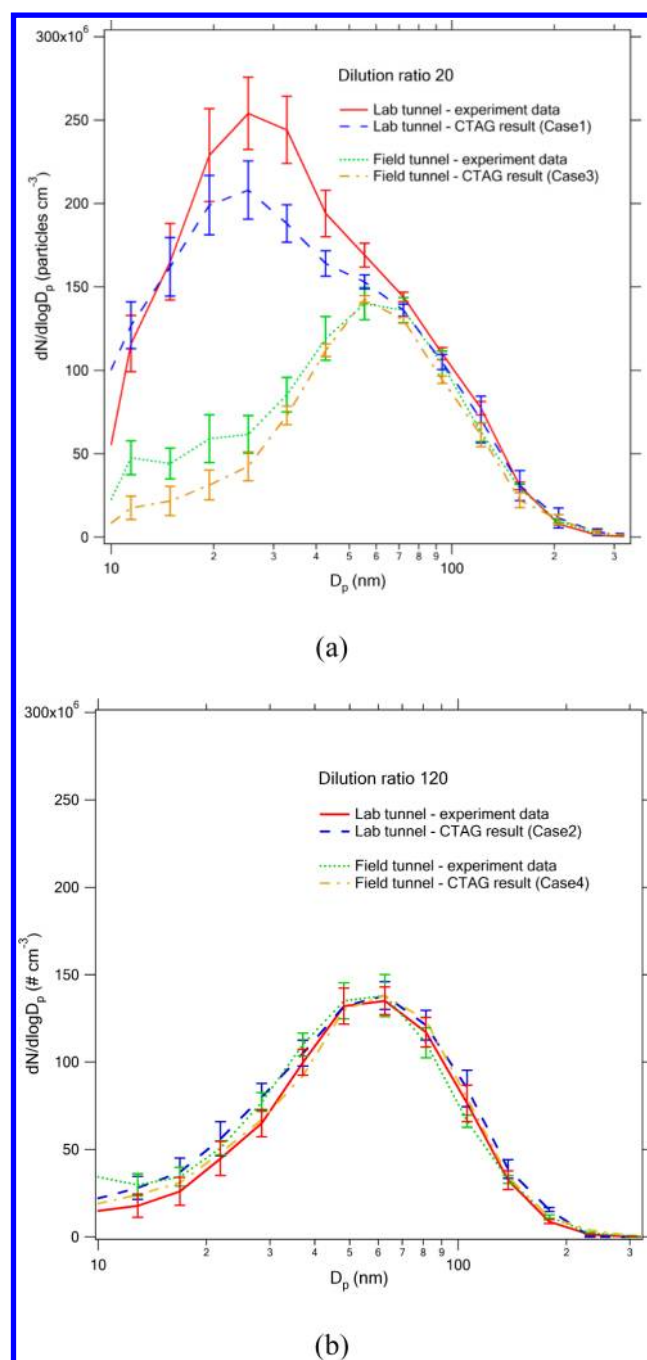 300x10⁶
250
200
150
100
50
0
dN/dlogDₚ (particles cm⁻³)
Dilution ratio 20
Lab tunnel - experiment data
Lab tunnel - CTAG result (Case1)
Field tunnel - experiment data
Field tunnel - CTAG result (Case3)
10 2 3 4 5 6 7 8 9 100 2 3
Dₚ (nm)
(a)
300x10⁶
250
200
150
100
50
0
dN/dlogDₚ (# cm⁻³)
Dilution ratio 120
Lab tunnel - experiment data
Lab tunnel - CTAG result (Case2)
Field tunnel - experiment data
Field tunnel - CTAG result (Case4)
10 2 3 4 5 6 7 8 9 100 2 3
Dₚ (nm)
(b)